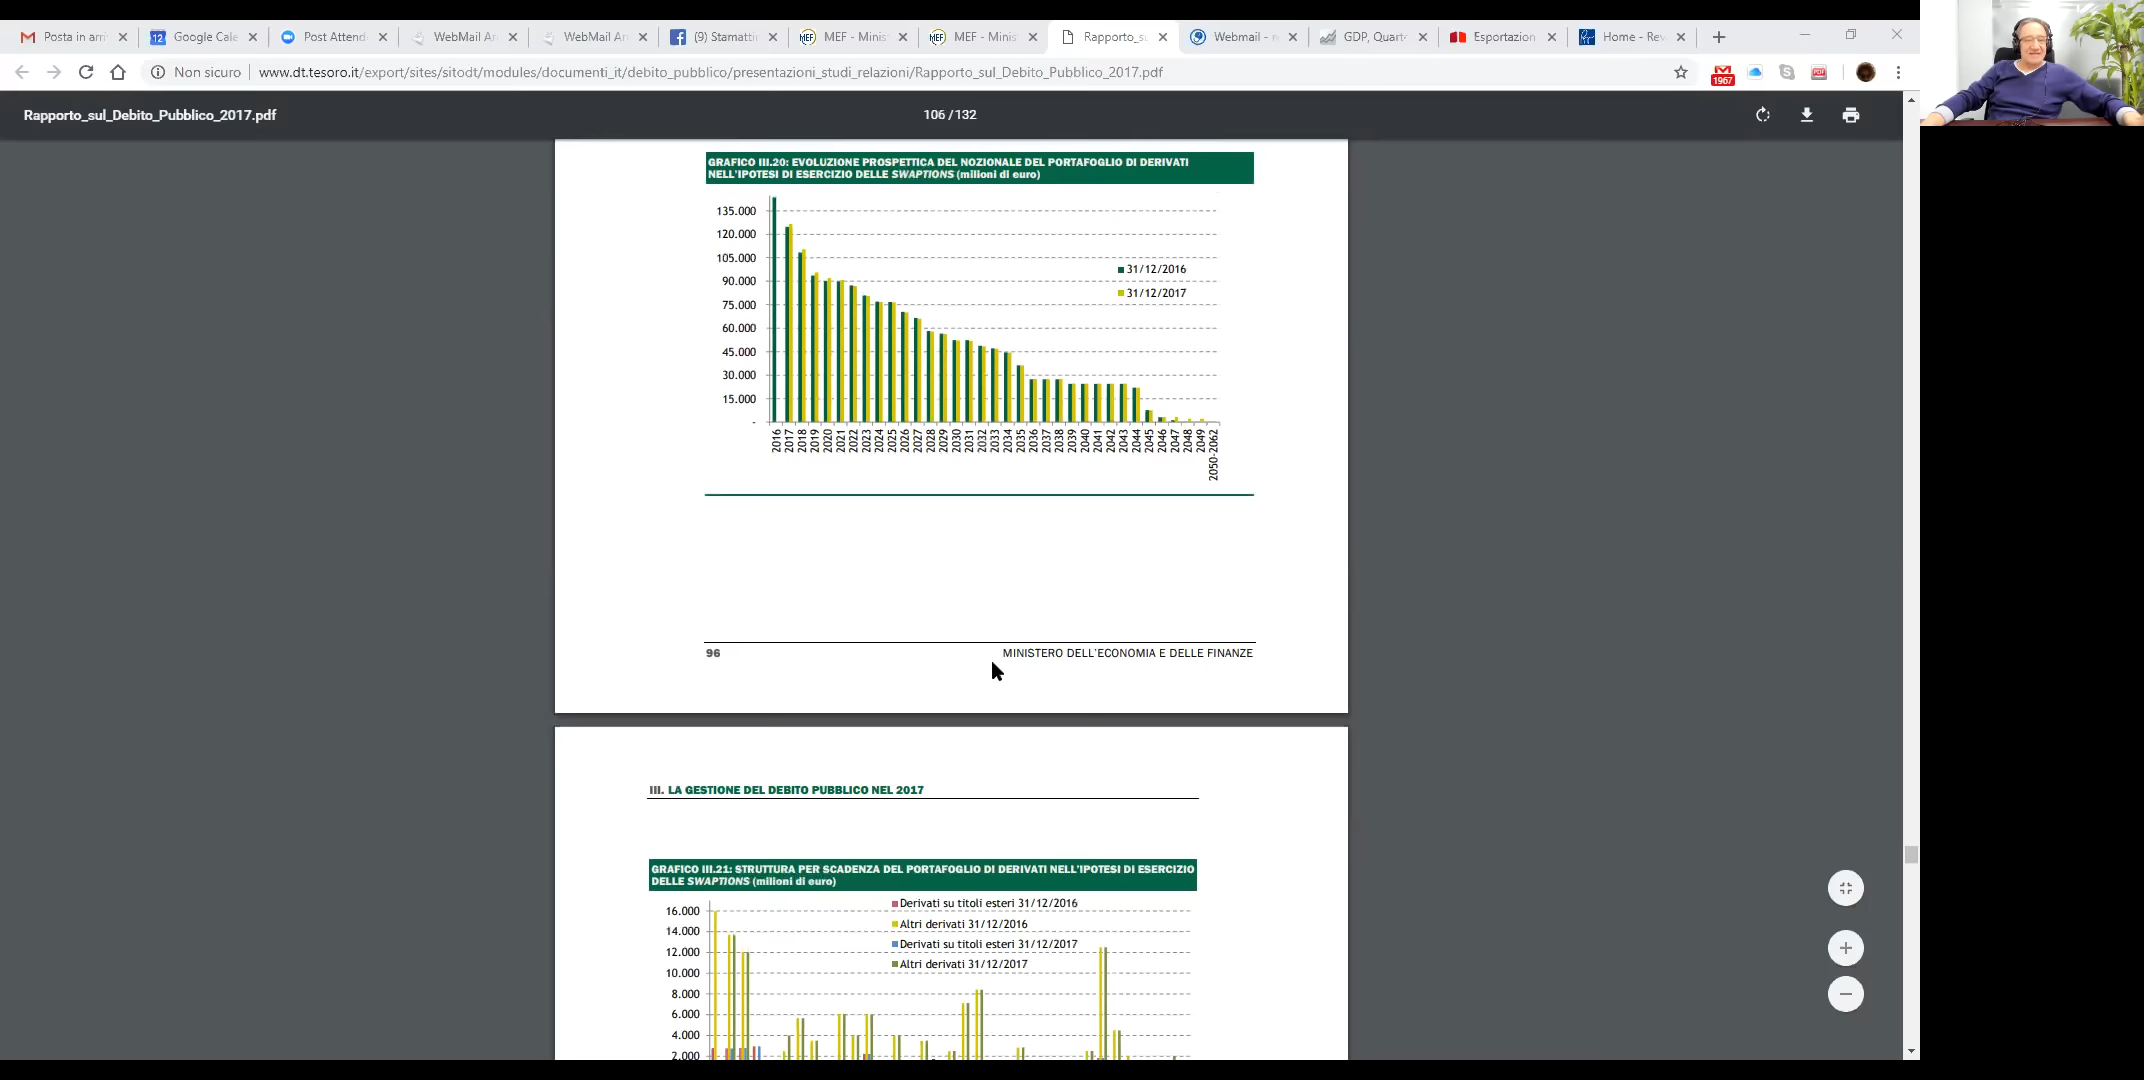 Posta in arri
Google Cale
Post Attend
WebMail Ar
WebMail Ar
(9) Stamatti
MEF - Minis
MEF - Minis
Rapporto_su
Webmail - n
GDP, Quart
Esportazion
Home - Rev
Non sicuro
www.dt.tesoro.it/export/sites/sitodt/modules/documenti_it/debito_pubblico/presentazioni_studi_relazioni/Rapporto_sul_Debito_Pubblico_2017.pdf
1967
Rapporto_sul_Debito_Pubblico_2017.pdf
106 / 132
GRAFICO III.20: EVOLUZIONE PROSPETTICA DEL NOZIONALE DEL PORTAFOGLIO DI DERIVATI
NELL'IPOTESI DI ESERCIZIO DELLE SWAPTIONS (milioni di euro)
135.000
120.000
105.000
90.000
75.000
60.000
45.000
30.000
15.000
-
31/12/2016
31/12/2017
2016
2017
2018
2019
2020
2021
2022
2023
2024
2025
2026
2027
2028
2029
2030
2031
2032
2033
2034
2035
2036
2037
2038
2039
2040
2041
2042
2043
2044
2045
2046
2047
2048
2049
2050-2062
96
MINISTERO DELL'ECONOMIA E DELLE FINANZE
III. LA GESTIONE DEL DEBITO PUBBLICO NEL 2017
GRAFICO III.21: STRUTTURA PER SCADENZA DEL PORTAFOGLIO DI DERIVATI NELL'IPOTESI DI ESERCIZIO
DELLE SWAPTIONS (milioni di euro)
16.000
14.000
12.000
10.000
8.000
6.000
4.000
2.000
Derivati su titoli esteri 31/12/2016
Altri derivati 31/12/2016
Derivati su titoli esteri 31/12/2017
Altri derivati 31/12/2017